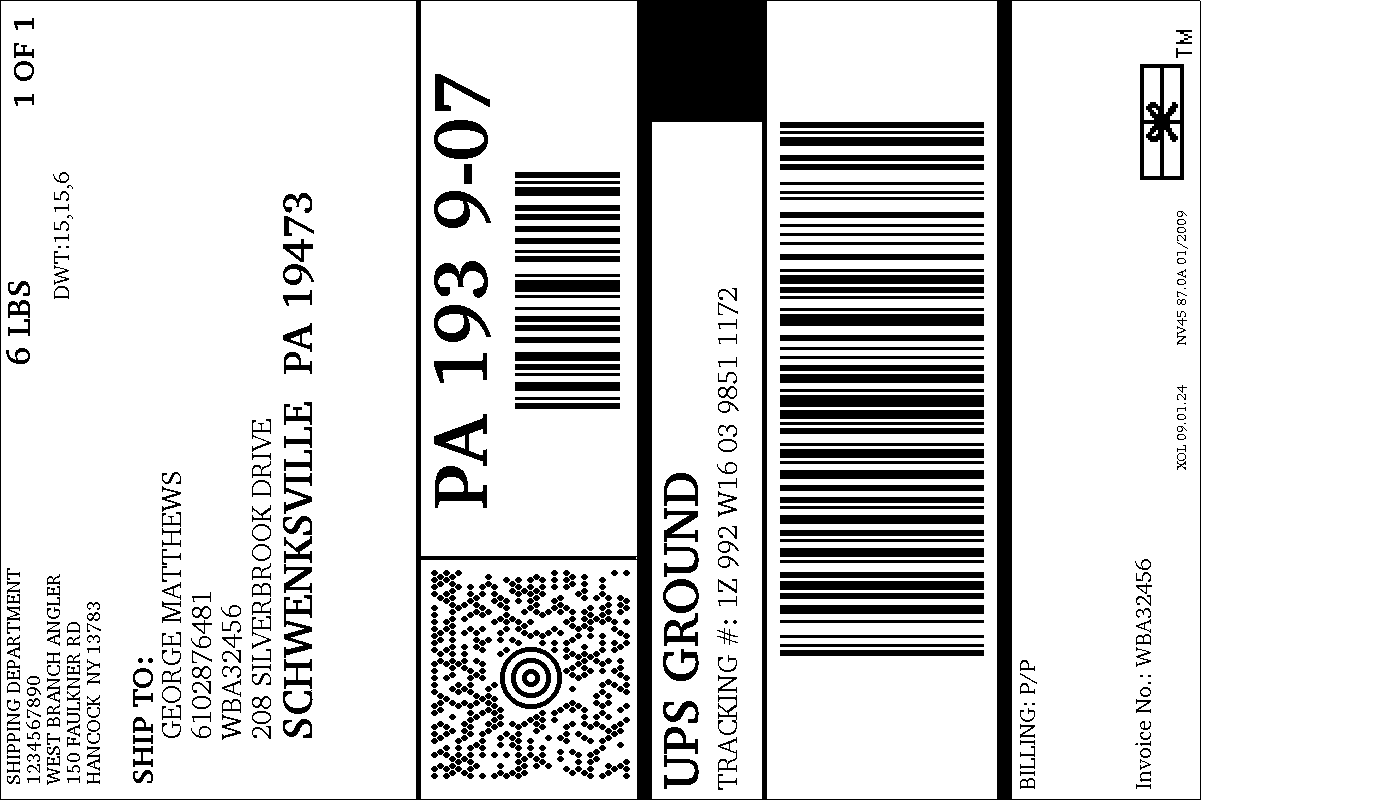 SHIPPING DEPARTMENT
1234567890
WEST BRANCH ANGLER
150 FAULKNER RD
HANCOCK NY 13783
6 LBS
1 OF 1
DWT:15,15,6
SHIP TO:
GEORGE MATTHEWS
6102876481
WBA32456
208 SILVERBROOK DRIVE
SCHWENKSVILLE PA 19473
PA 193 9-07
UPS GROUND
TRACKING #: 1Z 992 W16 03 9851 1172
BILLING: P/P
Invoice No.: WBA32456
XOL 09.01.24
NV45 87.0A 01/2009
TM